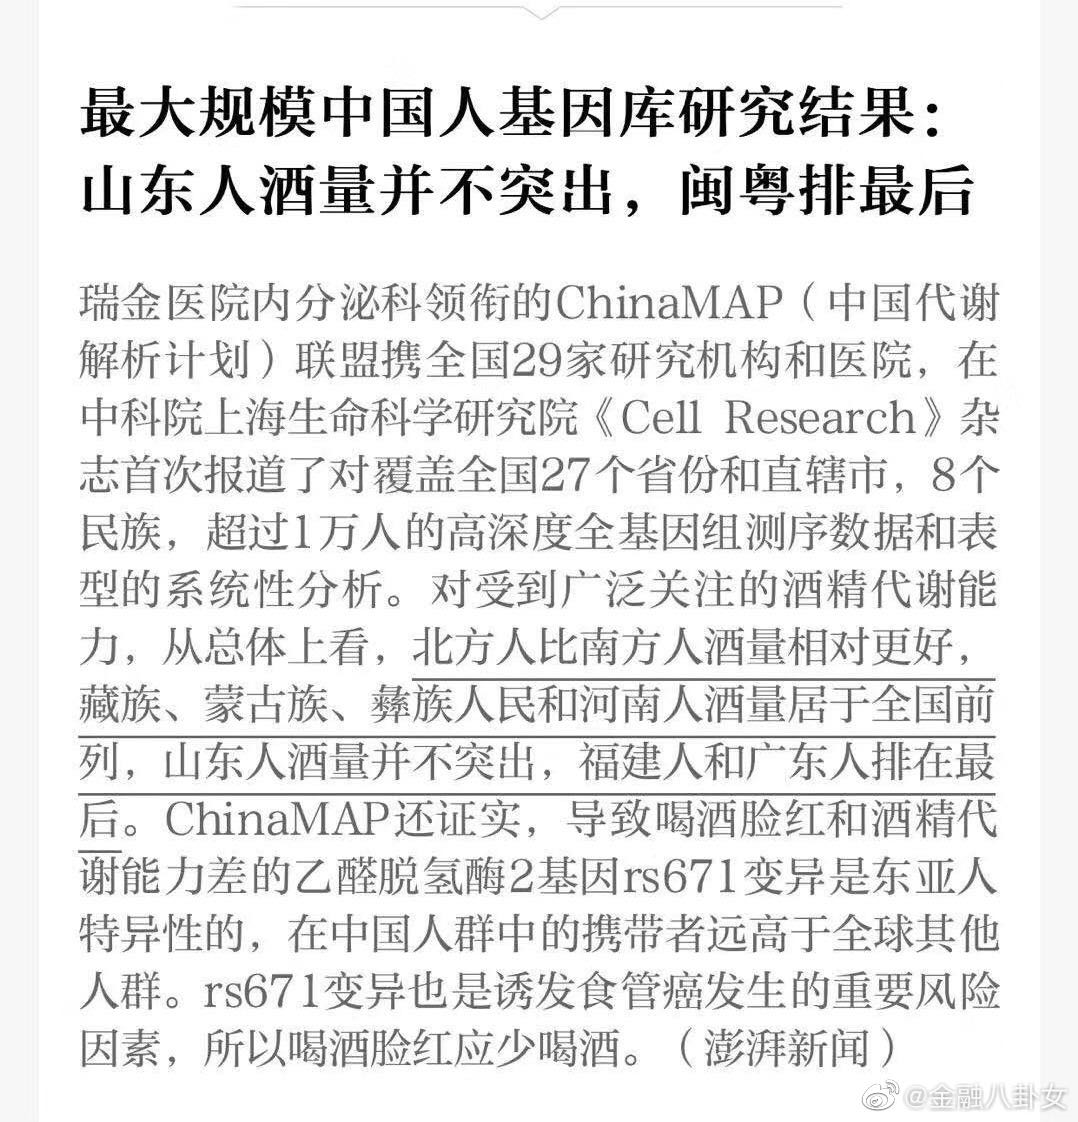 最大规模中国人基因库研究结果：
山东人酒量并不突出，闽粤排最后
瑞金医院内分泌科领衔的ChinaMAP（中国代谢
解析计划）联盟携全国29家研究机构和医院，在
中科院上海生命科学研究院《Cell Research》杂
志首次报道了对覆盖全国27个省份和直辖市，8个
民族，超过1万人的高深度全基因组测序数据和表
型的系统性分析。对受到广泛关注的酒精代谢能
力，从总体上看，北方人比南方人酒量相对更好，
藏族、蒙古族、彝族人民和河南人酒量居于全国前
列，山东人酒量并不突出，福建人和广东人排在最
后。ChinaMAP还证实，导致喝酒脸红和酒精代
谢能力差的乙醛脱氢酶2基因rs671变异是东亚人
特异性的，在中国人群中的携带者远高于全球其他
人群。rs671变异也是诱发食管癌发生的重要风险
因素，所以喝酒脸红应少喝酒。（澎湃新闻）
@金融八卦女